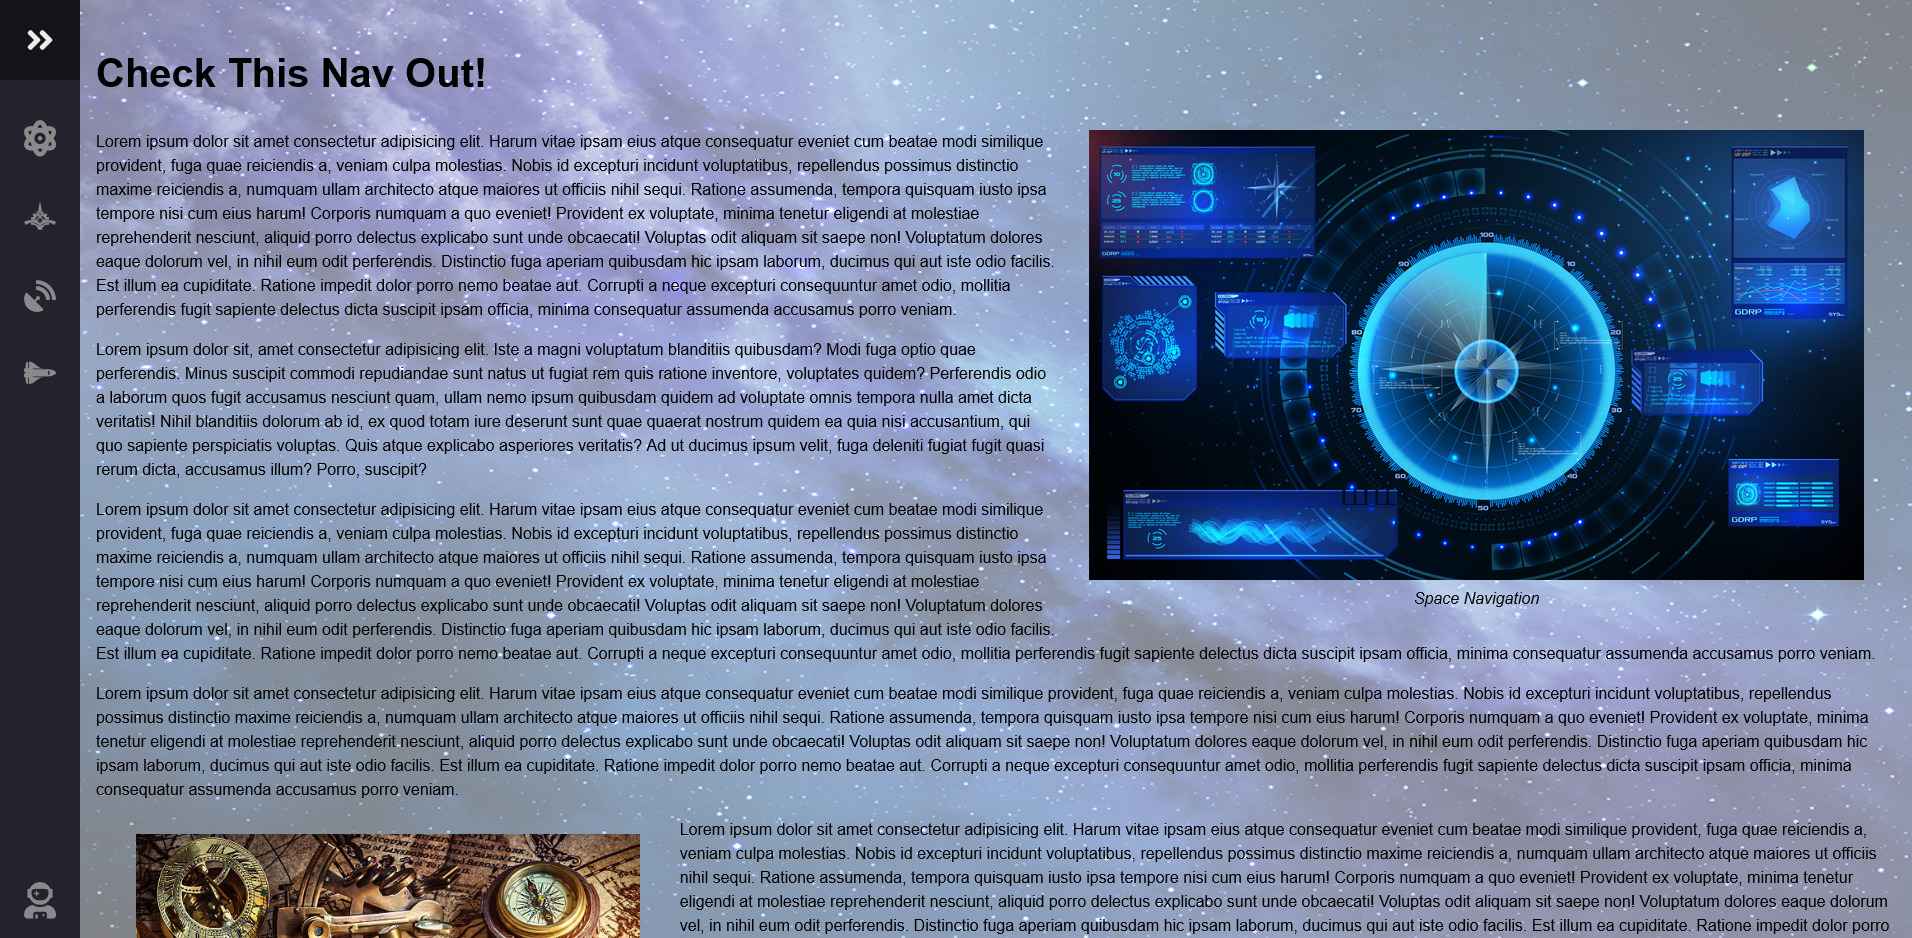 Check This Nav Out!
Lorem ipsum dolor sit amet consectetur adipisicing elit. Harum vitae ipsam eius atque consequatur eveniet cum beatae modi similique
provident, fuga quae reiciendis a, veniam culpa molestias. Nobis id excepturi incidunt voluptatibus, repellendus possimus distinctio
maxime reiciendis a, numquam ullam architecto atque maiores ut officiis nihil sequi. Ratione assumenda, tempora quisquam iusto ipsa
tempore nisi cum eius harum! Corporis numquam a quo eveniet! Provident ex voluptate, minima tenetur eligendi at molestiae
reprehenderit nesciunt, aliquid porro delectus explicabo sunt unde obcaecati! Voluptas odit aliquam sit saepe non! Voluptatum dolores
eaque dolorum vel, in nihil eum odit perferendis. Distinctio fuga aperiam quibusdam hic ipsam laborum, ducimus qui aut iste odio facilis.
Est illum ea cupiditate. Ratione impedit dolor porro nemo beatae aut. Corrupti a neque excepturi consequuntur amet odio, mollitia
perferendis fugit sapiente delectus dicta suscipit ipsam officia, minima consequatur assumenda accusamus porro veniam.
Lorem ipsum dolor sit, amet consectetur adipisicing elit. Iste a magni voluptatum blanditiis quibusdam? Modi fuga optio quae
perferendis. Minus suscipit commodi repudiandae sunt natus ut fugiat rem quis ratione inventore, voluptates quidem? Perferendis odio
a laborum quos fugit accusamus nesciunt quam, ullam nemo ipsum quibusdam quidem ad voluptate omnis tempora nulla amet dicta
veritatis! Nihil blanditiis dolorum ab id, ex quod totam iure deserunt sunt quae quaerat nostrum quidem ea quia nisi accusantium, qui
quo sapiente perspiciatis voluptas. Quis atque explicabo asperiores veritatis? Ad ut ducimus ipsum velit, fuga deleniti fugiat fugit quasi
rerum dicta, accusamus illum? Porro, suscipit?
Lorem ipsum dolor sit amet consectetur adipisicing elit. Harum vitae ipsam eius atque consequatur eveniet cum beatae modi similique
provident, fuga quae reiciendis a, veniam culpa molestias. Nobis id excepturi incidunt voluptatibus, repellendus possimus distinctio
maxime reiciendis a, numquam ullam architecto atque maiores ut officiis nihil sequi. Ratione assumenda, tempora quisquam iusto ipsa
tempore nisi cum eius harum! Corporis numquam a quo eveniet! Provident ex voluptate, minima tenetur eligendi at molestiae
reprehenderit nesciunt, aliquid porro delectus explicabo sunt unde obcaecati! Voluptas odit aliquam sit saepe non! Voluptatum dolores
eaque dolorum vel, in nihil eum odit perferendis. Distinctio fuga aperiam quibusdam hic ipsam laborum, ducimus qui aut iste odio facilis.
Est illum ea cupiditate. Ratione impedit dolor porro nemo beatae aut. Corrupti a neque excepturi consequuntur amet odio, mollitia perferendis fugit sapiente delectus dicta suscipit ipsam officia, minima consequatur assumenda accusamus porro veniam.
100
10
20
30
40
50
60
70
80
90
GDRP
SYS
GDRP
GDRP
SYS
Space Navigation
Lorem ipsum dolor sit amet consectetur adipisicing elit. Harum vitae ipsam eius atque consequatur eveniet cum beatae modi similique provident, fuga quae reiciendis a, veniam culpa molestias. Nobis id excepturi incidunt voluptatibus, repellendus
possimus distinctio maxime reiciendis a, numquam ullam architecto atque maiores ut officiis nihil sequi. Ratione assumenda, tempora quisquam iusto ipsa tempore nisi cum eius harum! Corporis numquam a quo eveniet! Provident ex voluptate, minima
tenetur eligendi at molestiae reprehenderit nesciunt, aliquid porro delectus explicabo sunt unde obcaecati! Voluptas odit aliquam sit saepe non! Voluptatum dolores eaque dolorum vel, in nihil eum odit perferendis. Distinctio fuga aperiam quibusdam hic
ipsam laborum, ducimus qui aut iste odio facilis. Est illum ea cupiditate. Ratione impedit dolor porro nemo beatae aut. Corrupti a neque excepturi consequuntur amet odio, mollitia perferendis fugit sapiente delectus dicta suscipit ipsam officia, minima
consequatur assumenda accusamus porro veniam.
Lorem ipsum dolor sit amet consectetur adipisicing elit. Harum vitae ipsam eius atque consequatur eveniet cum beatae modi similique provident, fuga quae reiciendis a,
veniam culpa molestias. Nobis id excepturi incidunt voluptatibus, repellendus possimus distinctio maxime reiciendis a, numquam ullam architecto atque maiores ut officiis
nihil sequi. Ratione assumenda, tempora quisquam iusto ipsa tempore nisi cum eius harum! Corporis numquam a quo eveniet! Provident ex voluptate, minima tenetur
eligendi at molestiae reprehenderit nesciunt, aliquid porro delectus explicabo sunt unde obcaecati! Voluptas odit aliquam sit saepe non! Voluptatum dolores eaque dolorum
vel, in nihil eum odit perferendis. Distinctio fuga aperiam quibusdam hic ipsam laborum, ducimus qui aut iste odio facilis. Est illum ea cupiditate. Ratione impedit dolor porro